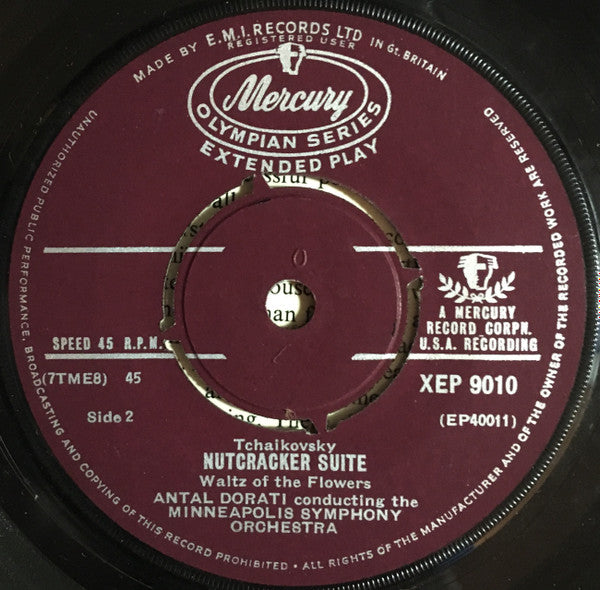 MADE BY E.M.I. RECORDS LTD IN Gt. BRITAIN
REGISTERED USER
Mercury
OLYMPIAN SERIES
EXTENDED PLAY
SPEED 45 R.P.M.
A MERCURY
RECORD CORPN.
U.S.A. RECORDING
(7TME8) 45
XEP 9010
Side 2
(EP40011)
Tchaikovsky
NUTCRACKER SUITE
Waltz of the Flowers
ANTAL DORATI conducting the
MINNEAPOLIS SYMPHONY
ORCHESTRA
UNAUTHORIZED PUBLIC PERFORMANCE, BROADCASTING AND COPYING OF THIS RECORD PROHIBITED · ALL RIGHTS OF THE MANUFACTURER AND OF THE OWNER OF THE RECORDED WORK ARE RESERVED